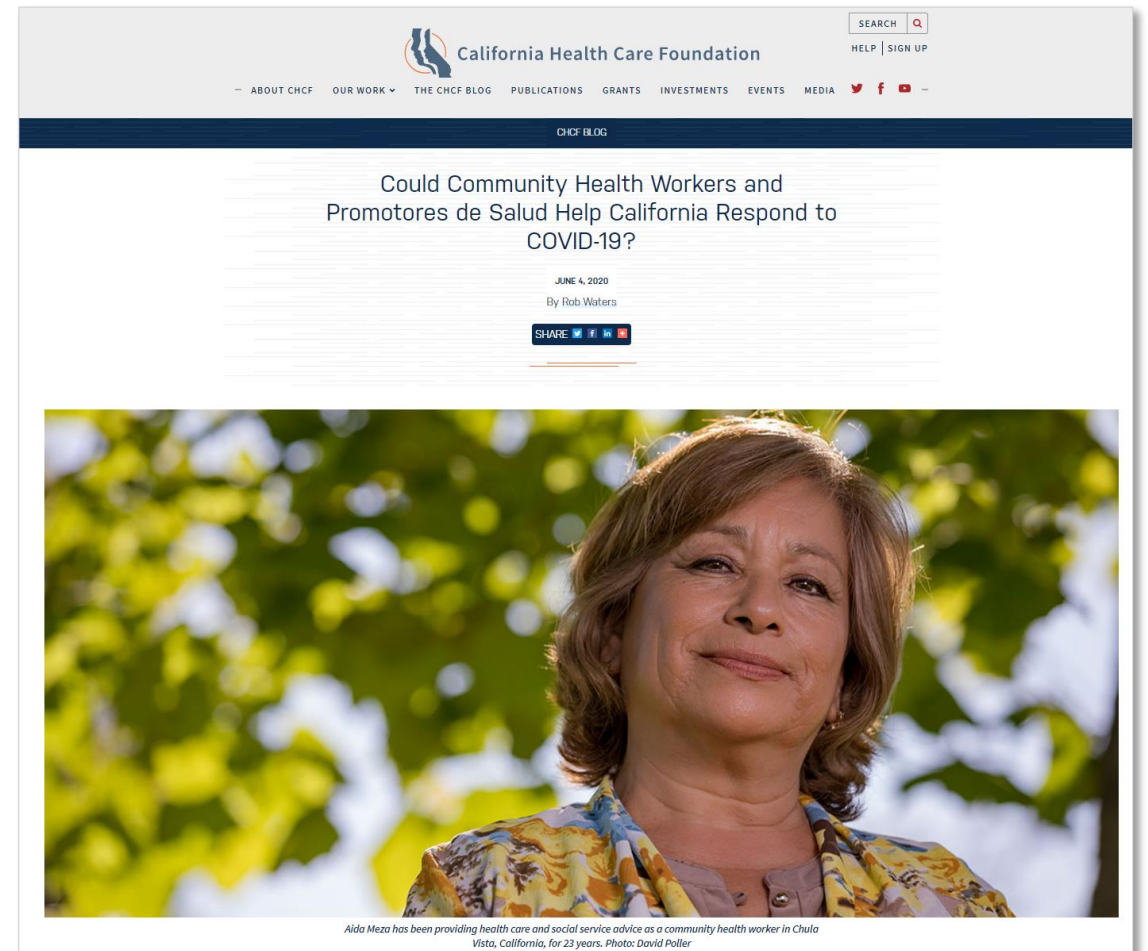 SEARCH
HELP | SIGN UP
California Health Care Foundation
– ABOUT CHCF OUR WORK THE CHCF BLOG PUBLICATIONS GRANTS INVESTMENTS EVENTS MEDIA –
CHCF BLOG
Could Community Health Workers and
Promotores de Salud Help California Respond to
COVID-19?
JUNE 4, 2020
By Rob Waters
SHARE
Aida Meza has been providing health care and social service advice as a community health worker in Chula
Vista, California, for 23 years. Photo: David Poller